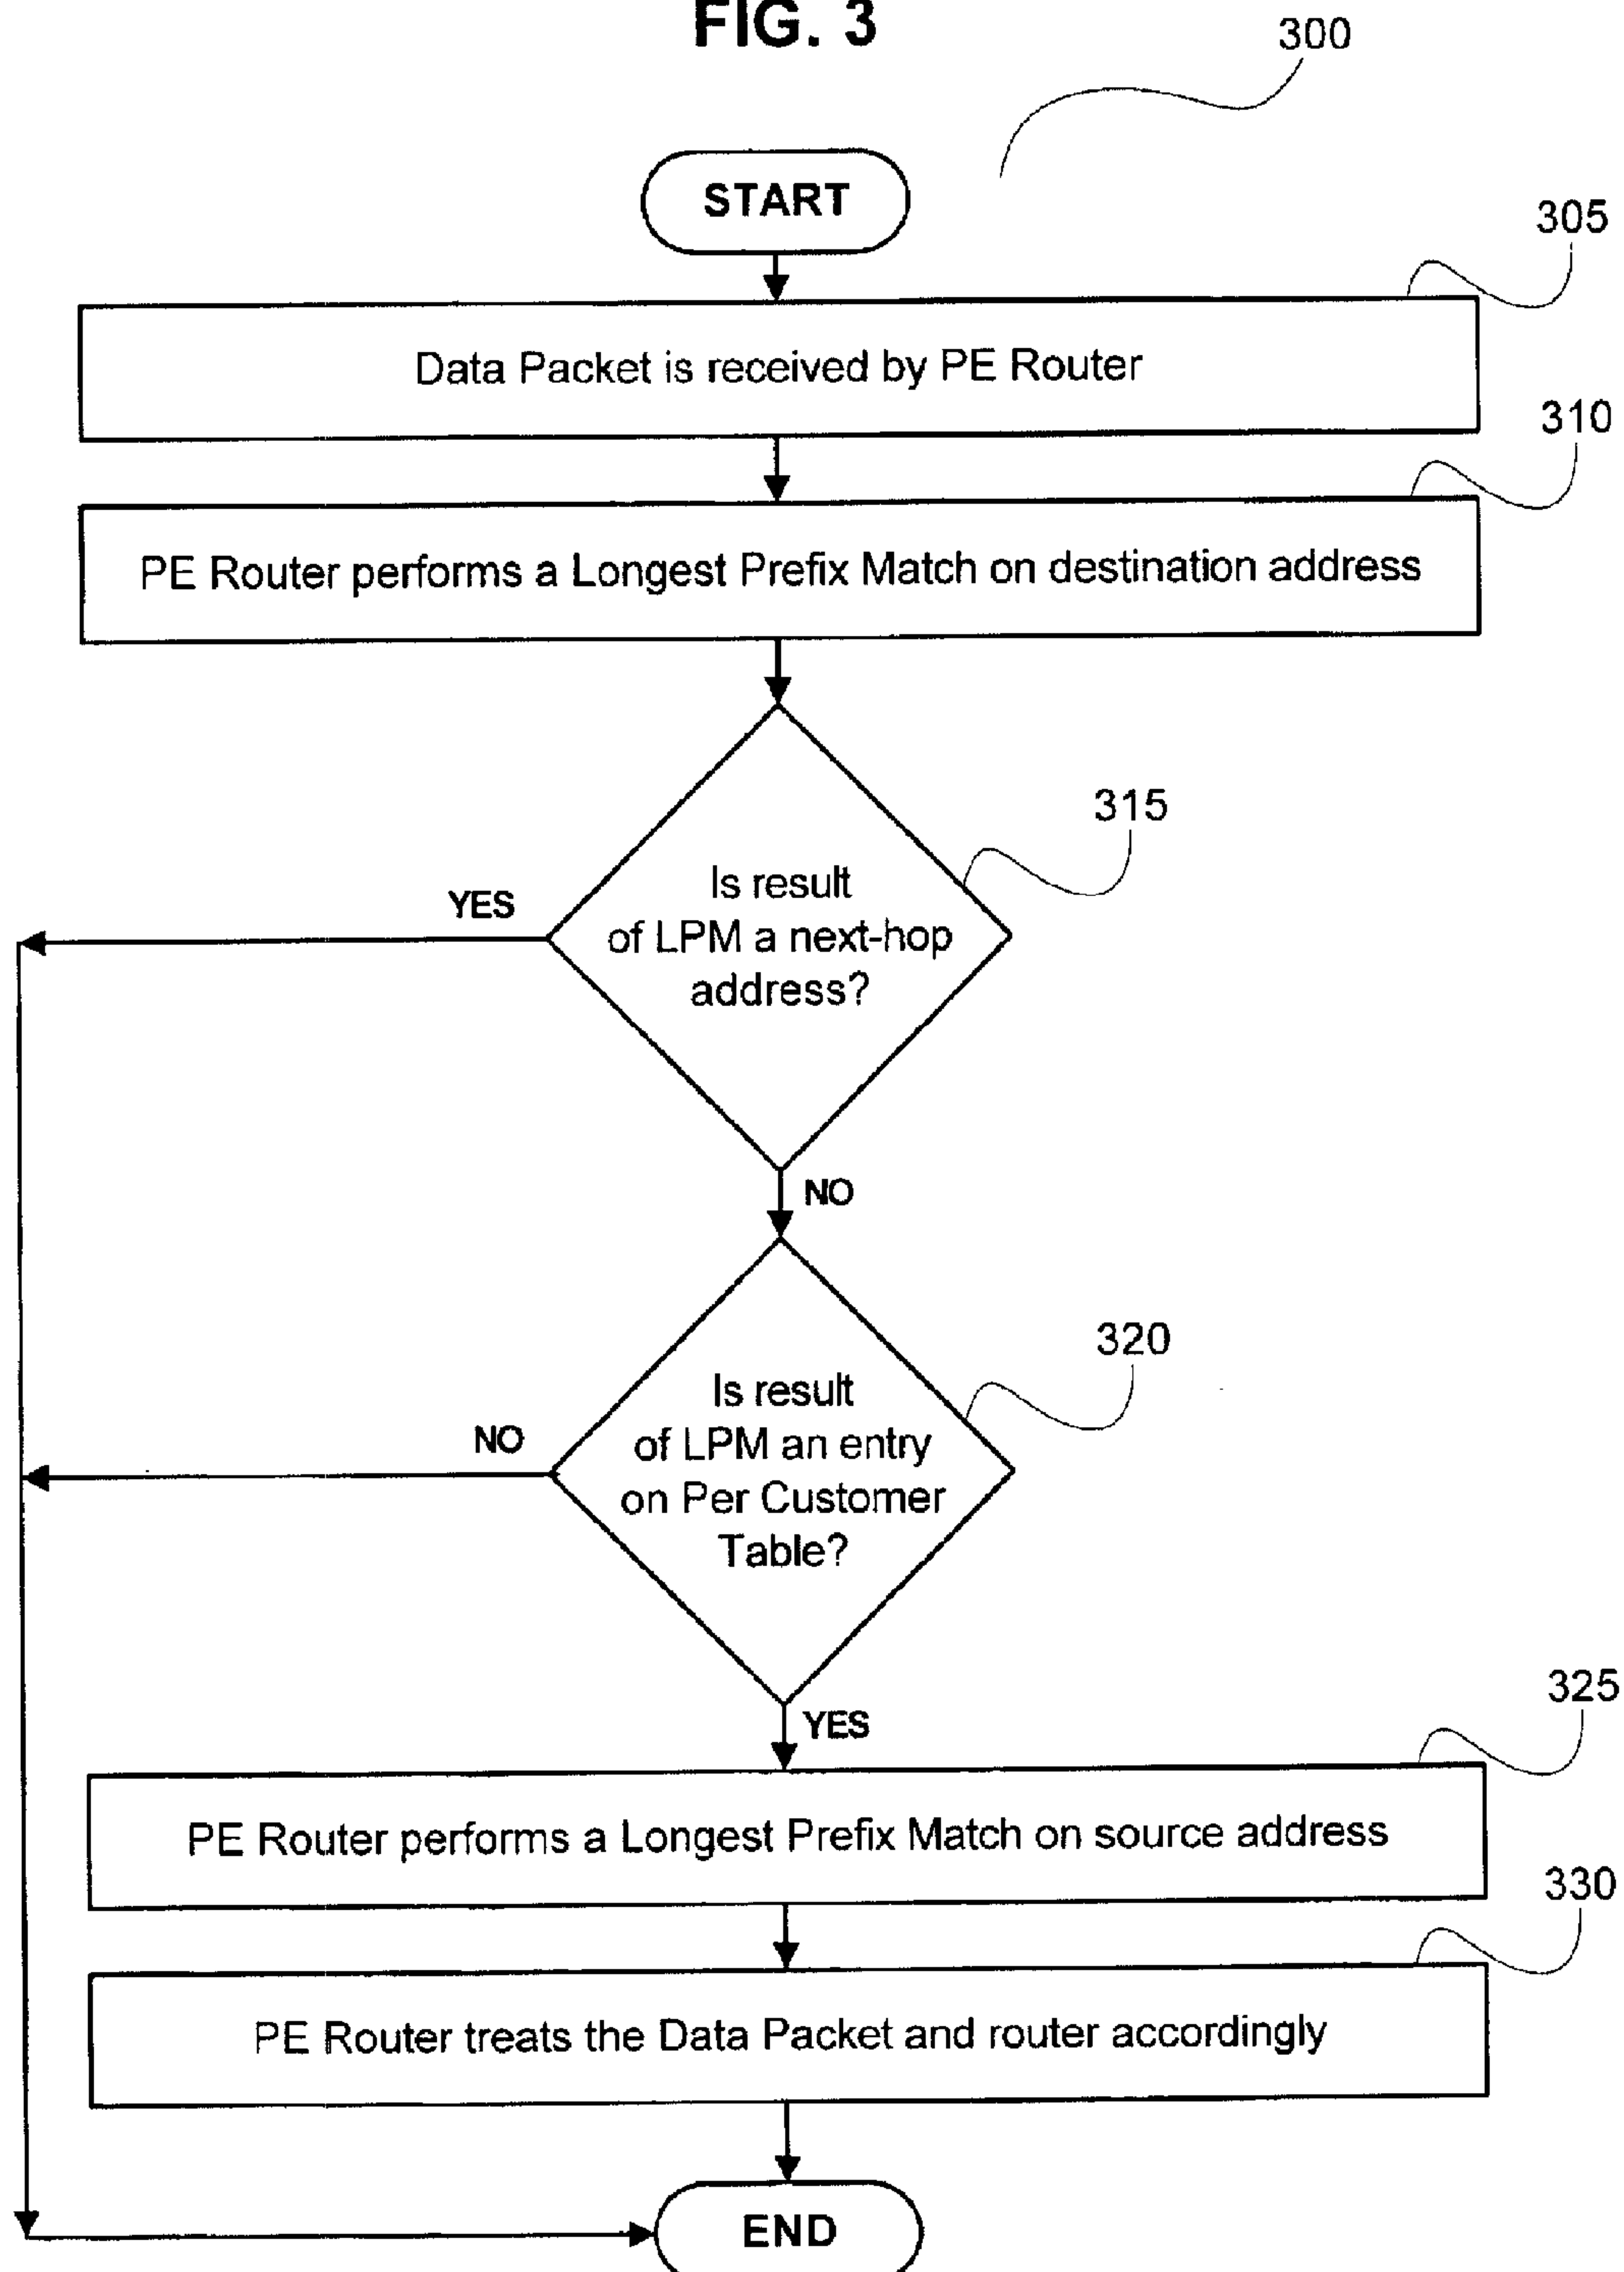 FIG. 3
300
START
305
Data Packet is received by PE Router
310
PE Router performs a Longest Prefix Match on destination address
315
Is result
of LPM a next-hop
address?
YES
NO
320
Is result
of LPM an entry
on Per Customer
Table?
NO
YES
325
PE Router performs a Longest Prefix Match on source address
330
PE Router treats the Data Packet and router accordingly
END